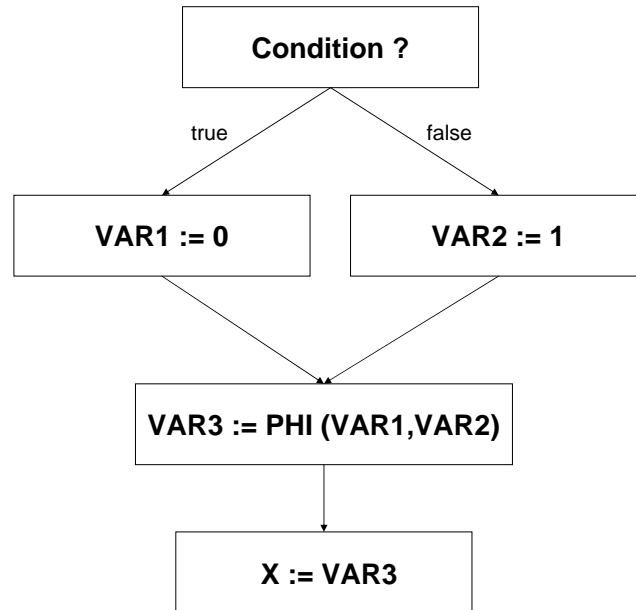 Condition ?
true
false
VAR1 := 0
VAR2 := 1
VAR3 := PHI (VAR1,VAR2)
X := VAR3